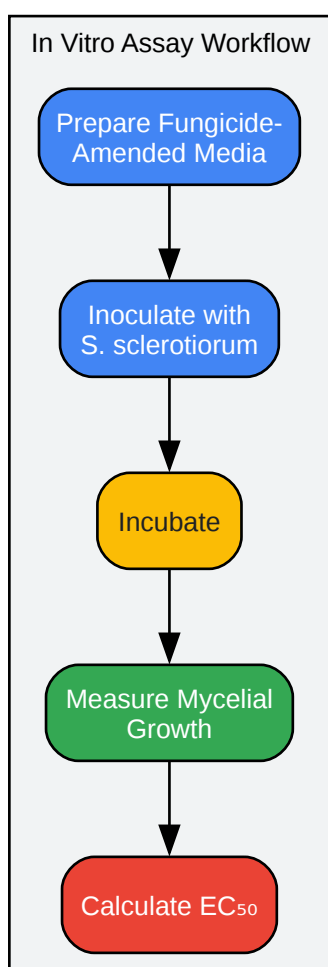 In Vitro Assay Workflow
Prepare Fungicide-
Amended Media
Inoculate with
S. sclerotiorum
Incubate
Measure Mycelial
Growth
Calculate EC₅₀